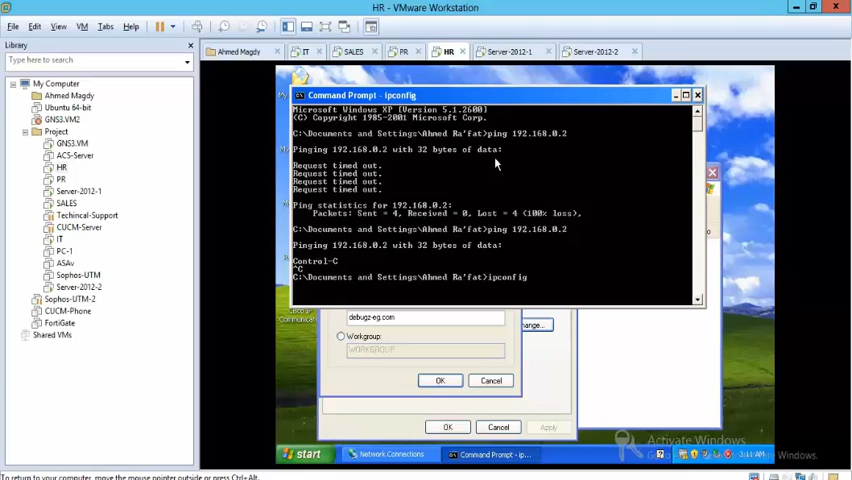 HR - VMware Workstation
File Edit View VM Tabs Help
Library
Type here to search
My Computer
Ahmed Magdy
Ubuntu 64-bit
GNS3.VM2
Project
GNS3.VM
ACS-Server
HR
PR
Server-2012-1
SALES
Techincal-Support
CUCM-Server
IT
PC-1
ASAv
Sophos-UTM
Server-2012-2
Sophos-UTM-2
CUCM-Phone
FortiGate
Shared VMs
Ahmed Magdy IT SALES PR HR Server-2012-1 Server-2012-2
Command Prompt - ipconfig
Microsoft Windows XP [Version 5.1.2600]
(C) Copyright 1985-2001 Microsoft Corp.
C:\Documents and Settings\Ahmed Ra'fat>ping 192.168.0.2
Pinging 192.168.0.2 with 32 bytes of data:
Request timed out.
Request timed out.
Request timed out.
Request timed out.
Ping statistics for 192.168.0.2:
Packets: Sent = 4, Received = 0, Lost = 4 (100% loss),
C:\Documents and Settings\Ahmed Ra'fat>ping 192.168.0.2
Pinging 192.168.0.2 with 32 bytes of data:
Control-C
^C
C:\Documents and Settings\Ahmed Ra'fat>ipconfig
debugz-eg.com
Workgroup:
WORKGROUP
OK Cancel
OK Cancel Apply
Activate Windows
start Network Connections Command Prompt - ip... 3:11 AM
To return to your computer, move the mouse pointer outside or press Ctrl+Alt.